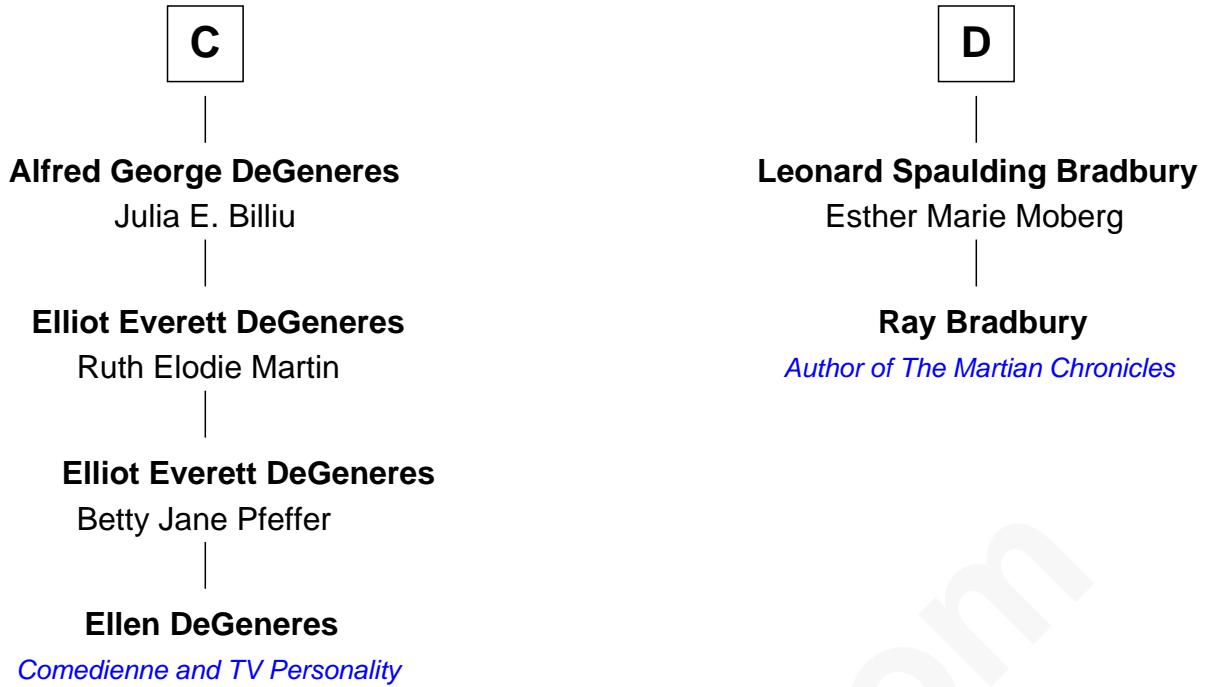 C
Alfred George DeGeneres
Julia E. Billiu
Elliot Everett DeGeneres
Ruth Elodie Martin
Elliot Everett DeGeneres
Betty Jane Pfeffer
Ellen DeGeneres
Comedienne and TV Personality
D
Leonard Spaulding Bradbury
Esther Marie Moberg
Ray Bradbury
Author of The Martian Chronicles
om